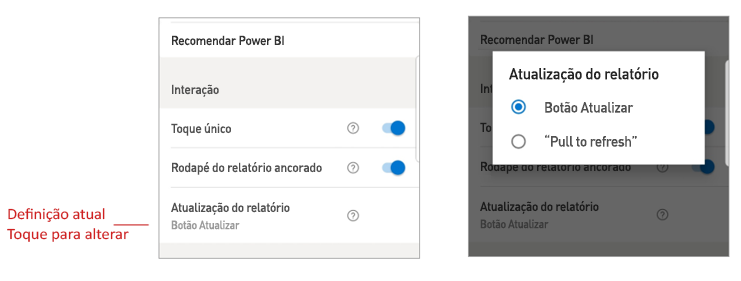 Recomendar Power BI
Interação
Toque único
Rodapé do relatório ancorado
Atualização do relatório
Botão Atualizar
Definição atual
Toque para alterar
Recomendar Power BI
Int
Atualização do relatório
Botão Atualizar
"Pull to refresh"
To
Rodapé do relatório ancorado
Atualização do relatório
Botão Atualizar